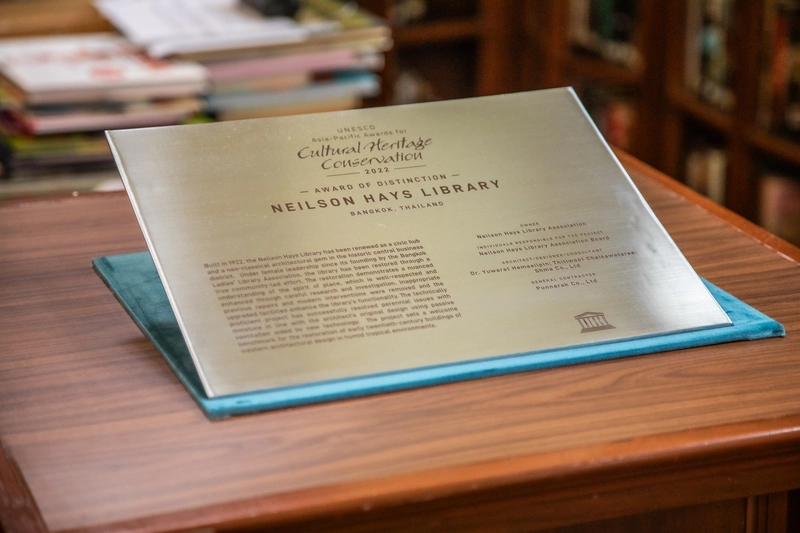 UNESCO
Asia-Pacific Awards for
Cultural Heritage
Conservation
2022
— AWARD OF DISTINCTION —
NEILSON HAYS LIBRARY
BANGKOK, THAILAND
Built in 1922, the Neilson Hays Library has been renewed as a civic hub
and a neo-classical architectural gem in the historic central business
district. Under female leadership since its founding by the Bangkok
Ladies' Library Association, the library has been restored through a
true community-led effort. The restoration demonstrates a nuanced
understanding of the spirit of place, which is well-respected and
promoted through careful research and investigation. Inappropriate
previous repairs and modern interventions were removed and the
upgraded facilities enhance the library's functionality. The technically
proficient project has successfully resolved perennial issues with
moisture in line with the architect's original design using passive
ventilation aided by new technology. The project sets a welcome
benchmark for the restoration of early twentieth-century buildings of
western architectural design in humid tropical environments.
OWNER
Neilson Hays Library Association
INDIVIDUALS RESPONSIBLE FOR THE PROJECT
Neilson Hays Library Association Board
ARCHITECT/DESIGNER/CONSULTANT
Dr. Yuwarat Hemasilpin,
Shma Co., Ltd
GENERAL CONTRACTOR
Punnarak Co., Ltd